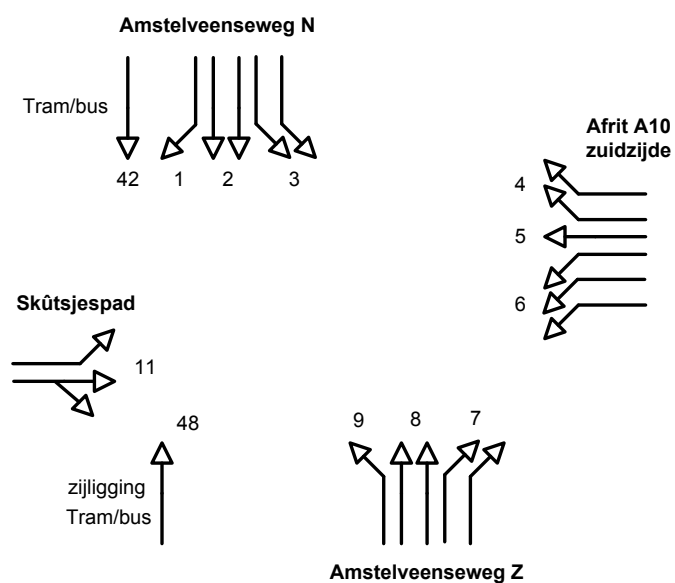 Amstelveenseweg N
Tram/bus
42 1 2 3
Afrit A10
zuidzijde
4
5
6
Skûtsjespad
11
48
9 8 7
zijligging
Tram/bus
Amstelveenseweg Z